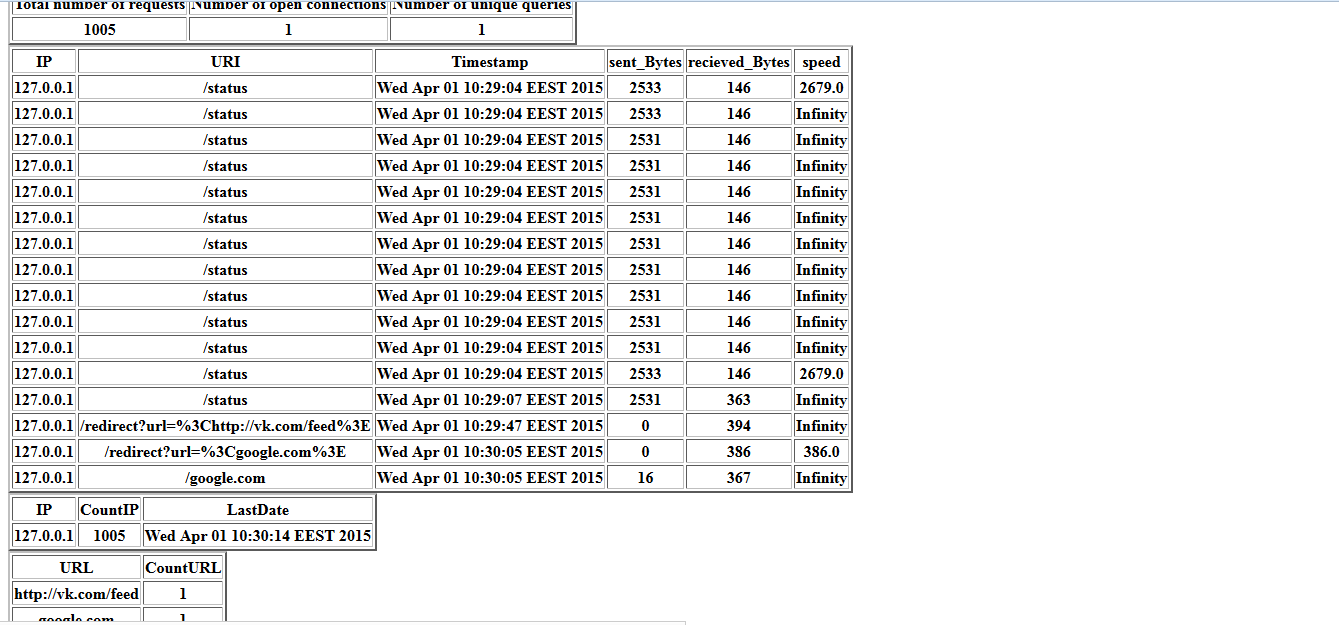 Total number of requests Number of open connections Number of unique queries
1005 1 1
IP URI Timestamp sent_Bytes recieved_Bytes speed
127.0.0.1 /status Wed Apr 01 10:29:04 EEST 2015 2533 146 2679.0
127.0.0.1 /status Wed Apr 01 10:29:04 EEST 2015 2533 146 Infinity
127.0.0.1 /status Wed Apr 01 10:29:04 EEST 2015 2531 146 Infinity
127.0.0.1 /status Wed Apr 01 10:29:04 EEST 2015 2531 146 Infinity
127.0.0.1 /status Wed Apr 01 10:29:04 EEST 2015 2531 146 Infinity
127.0.0.1 /status Wed Apr 01 10:29:04 EEST 2015 2531 146 Infinity
127.0.0.1 /status Wed Apr 01 10:29:04 EEST 2015 2531 146 Infinity
127.0.0.1 /status Wed Apr 01 10:29:04 EEST 2015 2531 146 Infinity
127.0.0.1 /status Wed Apr 01 10:29:04 EEST 2015 2531 146 Infinity
127.0.0.1 /status Wed Apr 01 10:29:04 EEST 2015 2531 146 Infinity
127.0.0.1 /status Wed Apr 01 10:29:04 EEST 2015 2531 146 Infinity
127.0.0.1 /status Wed Apr 01 10:29:04 EEST 2015 2533 146 2679.0
127.0.0.1 /status Wed Apr 01 10:29:07 EEST 2015 2531 363 Infinity
127.0.0.1 /redirect?url=%3Chttp://vk.com/feed%3E Wed Apr 01 10:29:47 EEST 2015 0 394 Infinity
127.0.0.1 /redirect?url=%3Cgoogle.com%3E Wed Apr 01 10:30:05 EEST 2015 0 386 386.0
127.0.0.1 /google.com Wed Apr 01 10:30:05 EEST 2015 16 367 Infinity
IP CountIP LastDate
127.0.0.1 1005 Wed Apr 01 10:30:14 EEST 2015
URL CountURL
http://vk.com/feed 1
google.com 1